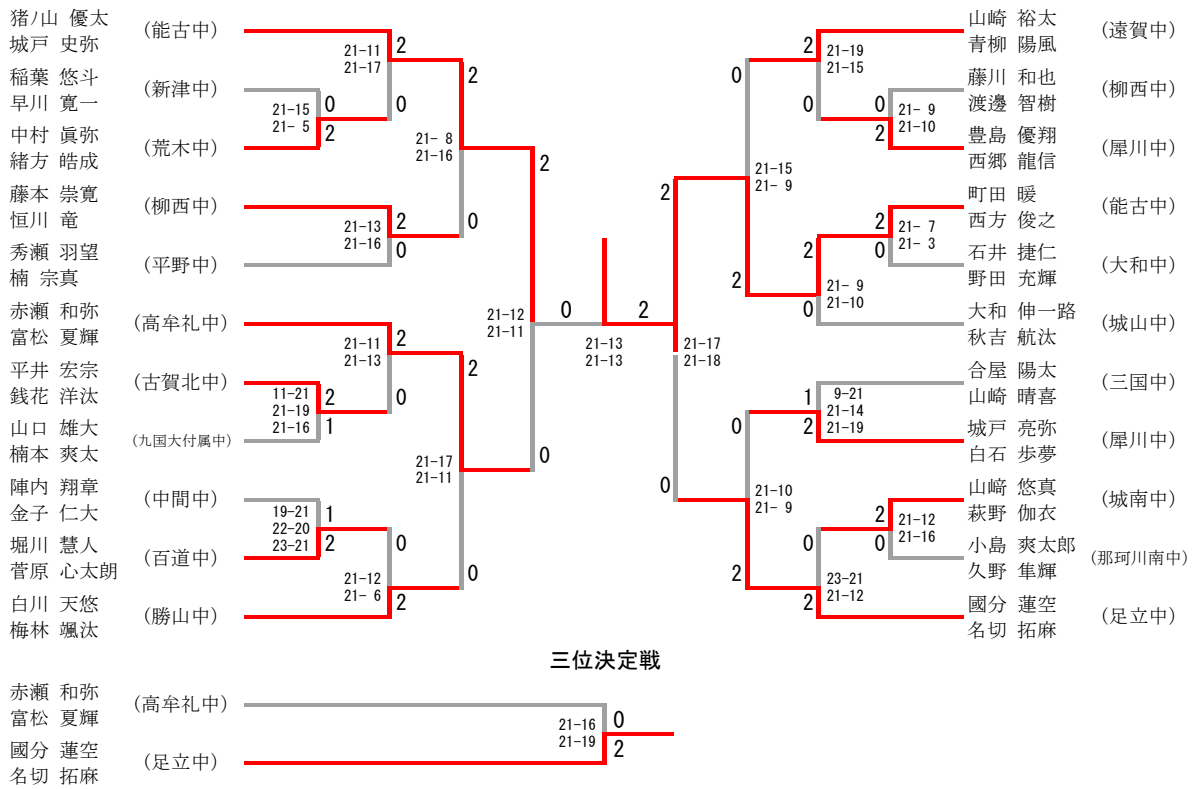 猪ノ山 優太
城戸 史弥
(能古中)
稲葉 悠斗
早川 寛一
(新津中)
中村 眞弥
緒方 皓成
(荒木中)
藤本 崇寛
恒川 竜
(柳西中)
秀瀬 羽望
楠 宗真
(平野中)
赤瀬 和弥
富松 夏輝
(高牟礼中)
平井 宏宗
銭花 洋汰
(古賀北中)
山口 雄大
楠本 爽太
(九国大付属中)
陣内 翔章
金子 仁大
(中間中)
堀川 慧人
菅原 心太朗
(百道中)
白川 天悠
梅林 颯汰
(勝山中)
21-15
21- 5
0
2
11-21
21-19
21-16
2
1
19-21
22-20
23-21
1
2
21-11
21-17
2
0
21-13
21-16
2
0
21-11
21-13
2
0
21-12
21- 6
0
2
21- 8
21-16
2
0
21-17
21-11
2
0
21-12
21-11
2
0
0
2
21-13
21-13
2
0
21-17
21-18
0
2
21-15
21- 9
0
2
21-10
21- 9
2
0
21-19
21-15
2
0
21- 9
21-10
1
2
9-21
21-14
21-19
0
2
23-21
21-12
0
2
21- 9
21-10
2
0
21- 7
21- 3
2
0
21-12
21-16
山崎 裕太
青柳 陽風
(遠賀中)
藤川 和也
渡邊 智樹
(柳西中)
豊島 優翔
西郷 龍信
(犀川中)
町田 暖
西方 俊之
(能古中)
石井 捷仁
野田 充輝
(大和中)
大和 伸一路
秋吉 航汰
(城山中)
合屋 陽太
山崎 晴喜
(三国中)
城戸 亮弥
白石 歩夢
(犀川中)
山﨑 悠真
萩野 伽衣
(城南中)
小島 爽太郎
久野 隼輝
(那珂川南中)
國分 蓮空
名切 拓麻
(足立中)
三位決定戦
赤瀬 和弥
富松 夏輝
(高牟礼中)
國分 蓮空
名切 拓麻
(足立中)
21-16
21-19
0
2